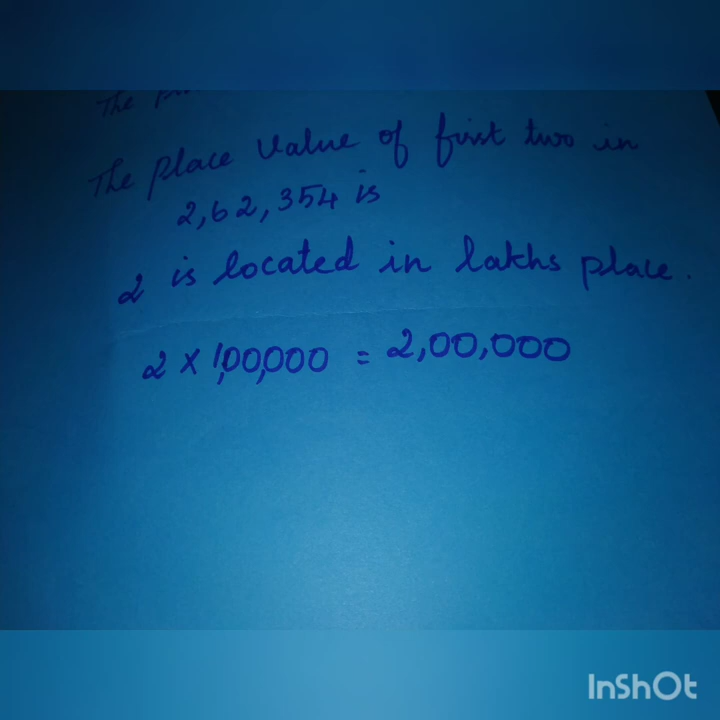 The
The place value of first two in
2,62,354 is
2 is located in lakhs place.
2 × 1,00,000 = 2,00,000
InShOt